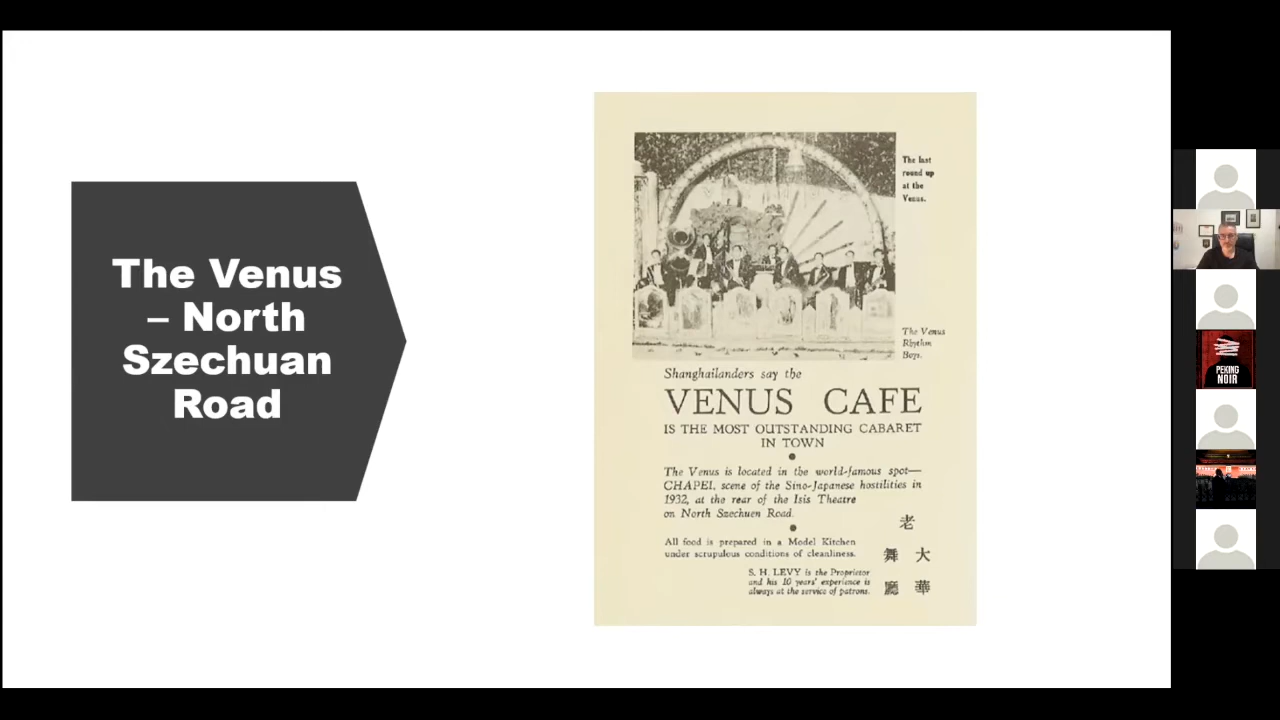 The Venus
– North
Szechuan
Road
The last
round up
at the
Venus.
The Venus
Rhythm
Boys.
Shanghailanders say the
VENUS CAFE
IS THE MOST OUTSTANDING CABARET
IN TOWN
The Venus is located in the world-famous spot—
CHAPEI, scene of the Sino-Japanese hostilities in
1932, at the rear of the Isis Theatre
on North Szechuen Road.
All food is prepared in a Model Kitchen
under scrupulous conditions of cleanliness.
S. H. LEVY is the Proprietor
and his 10 years' experience is
always at the service of patrons.
老
舞 大
廳 華
PEKING
NOIR